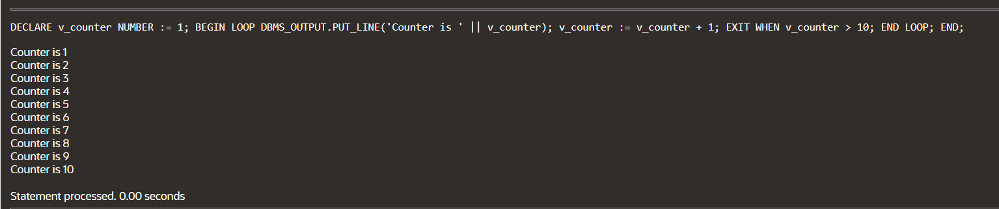 DECLARE v_counter NUMBER := 1; BEGIN LOOP DBMS_OUTPUT.PUT_LINE('Counter is ' || v_counter); v_counter := v_counter + 1; EXIT WHEN v_counter > 10; END LOOP; END;
Counter is 1
Counter is 2
Counter is 3
Counter is 4
Counter is 5
Counter is 6
Counter is 7
Counter is 8
Counter is 9
Counter is 10
Statement processed. 0.00 seconds